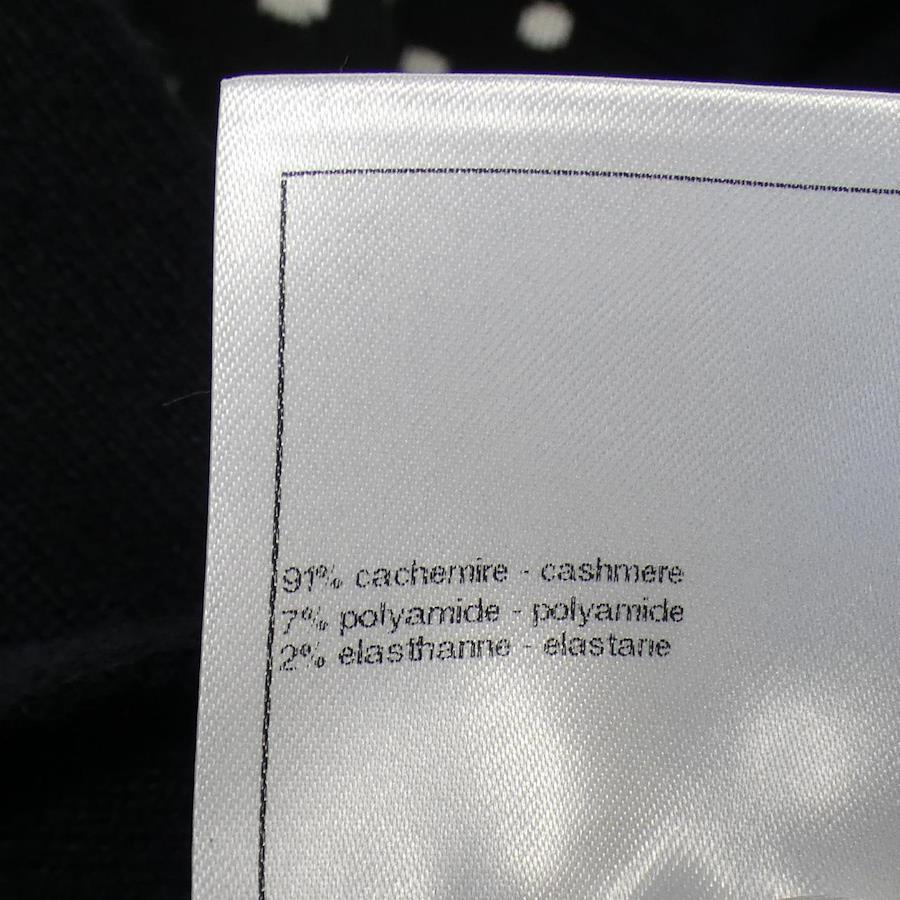 91% cachemire - cashmere
7% polyamide - polyamide
2% elasthanne - elastane